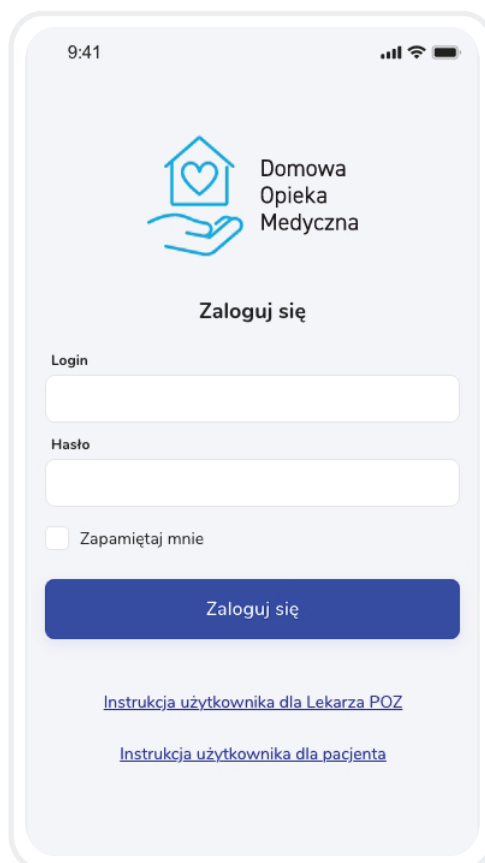 9:41
Domowa
Opieka
Medyczna
Zaloguj się
Login
Hasło
Zapamiętaj mnie
Zaloguj się
Instrukcja użytkownika dla Lekarza POZ
Instrukcja użytkownika dla pacjenta